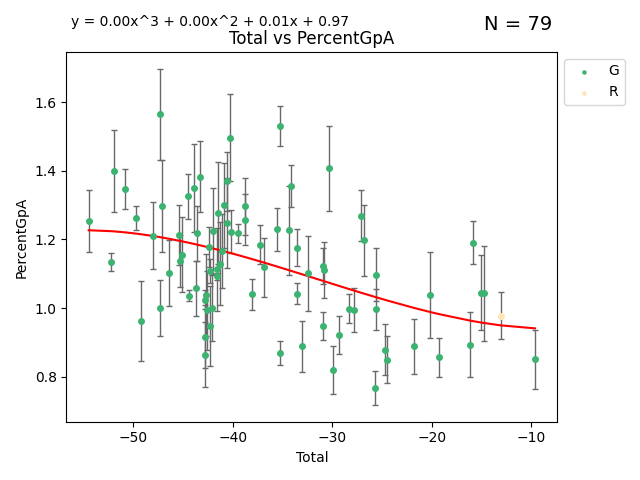 y = 0.00x^3 + 0.00x^2 + 0.01x + 0.97
N = 79
Total vs PercentGpA
G
R
PercentGpA
1.6
1.4
1.2
1.0
0.8
−50
−40
−30
−20
−10
Total